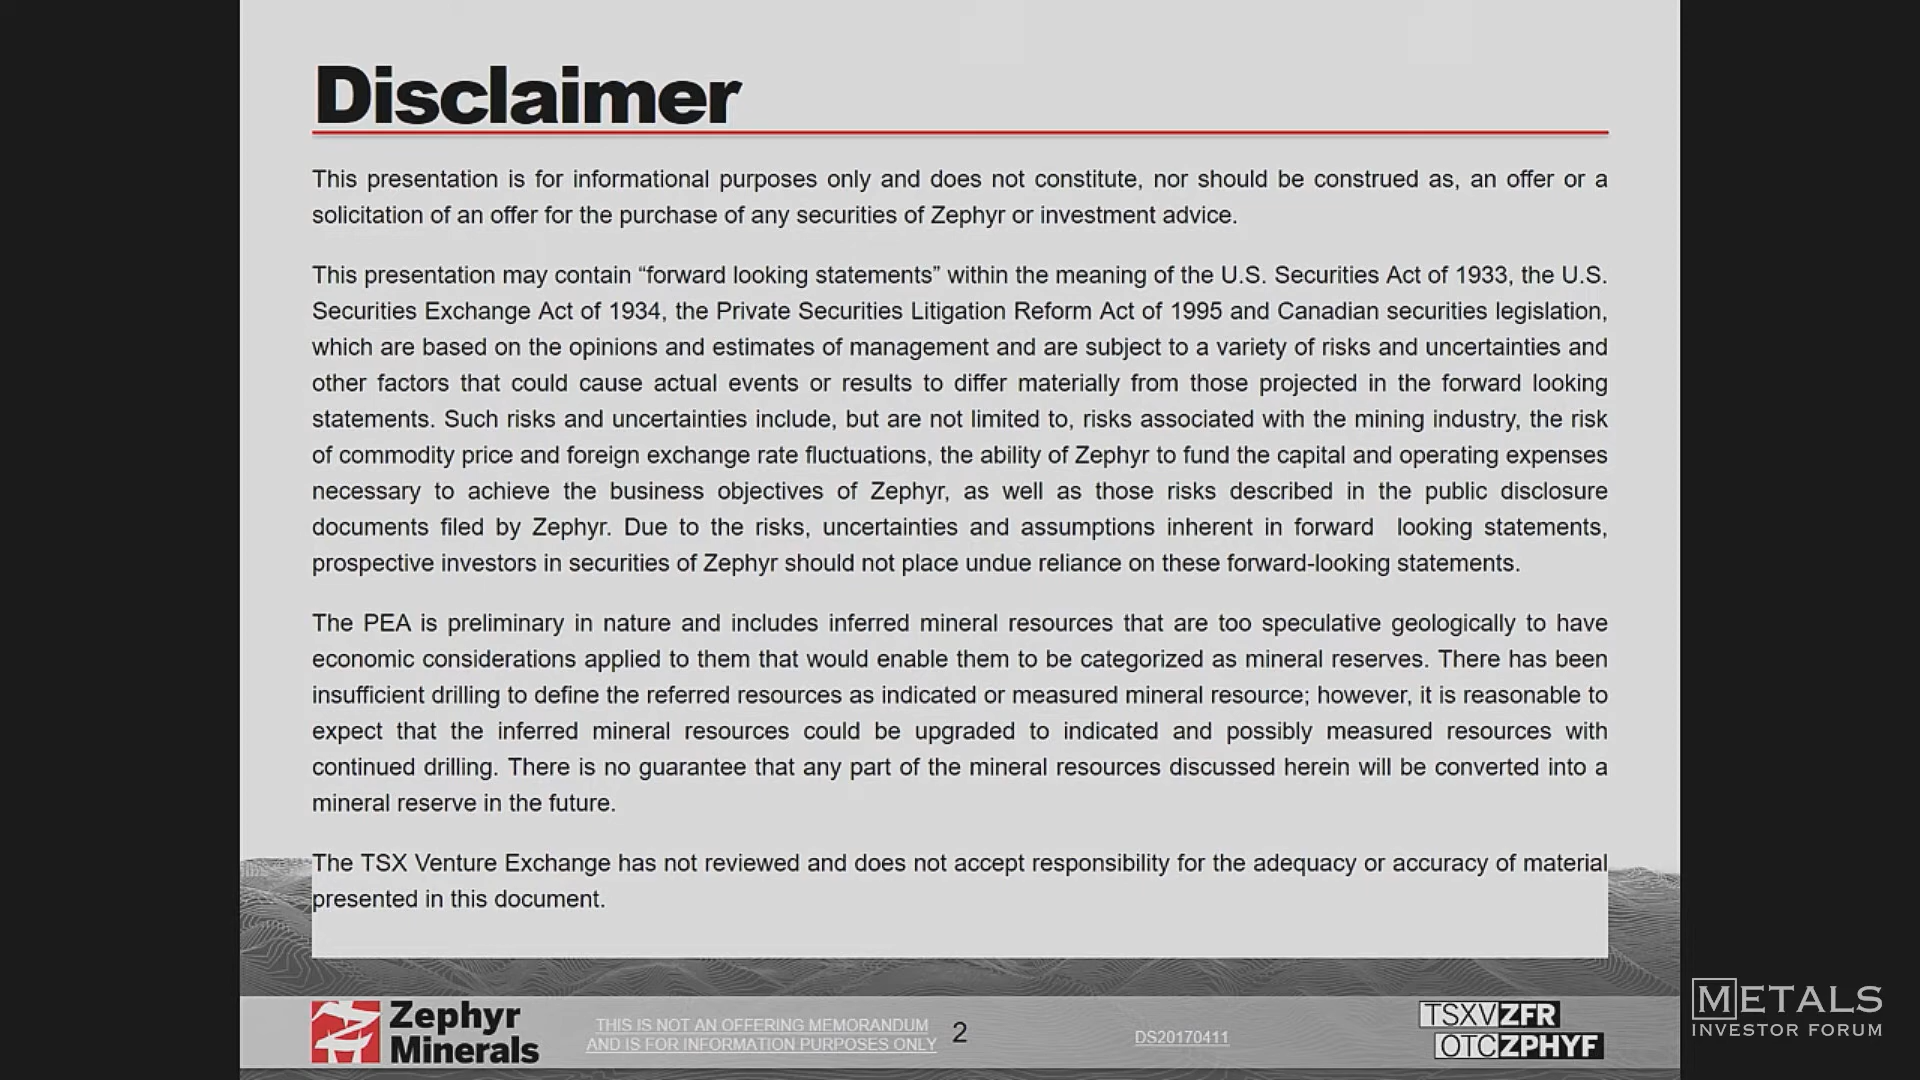 Disclaimer
This presentation is for informational purposes only and does not constitute, nor should be construed as, an offer or a
solicitation of an offer for the purchase of any securities of Zephyr or investment advice.
This presentation may contain “forward looking statements” within the meaning of the U.S. Securities Act of 1933, the U.S.
Securities Exchange Act of 1934, the Private Securities Litigation Reform Act of 1995 and Canadian securities legislation,
which are based on the opinions and estimates of management and are subject to a variety of risks and uncertainties and
other factors that could cause actual events or results to differ materially from those projected in the forward looking
statements. Such risks and uncertainties include, but are not limited to, risks associated with the mining industry, the risk
of commodity price and foreign exchange rate fluctuations, the ability of Zephyr to fund the capital and operating expenses
necessary to achieve the business objectives of Zephyr, as well as those risks described in the public disclosure
documents filed by Zephyr. Due to the risks, uncertainties and assumptions inherent in forward looking statements,
prospective investors in securities of Zephyr should not place undue reliance on these forward-looking statements.
The PEA is preliminary in nature and includes inferred mineral resources that are too speculative geologically to have
economic considerations applied to them that would enable them to be categorized as mineral reserves. There has been
insufficient drilling to define the referred resources as indicated or measured mineral resource; however, it is reasonable to
expect that the inferred mineral resources could be upgraded to indicated and possibly measured resources with
continued drilling. There is no guarantee that any part of the mineral resources discussed herein will be converted into a
mineral reserve in the future.
The TSX Venture Exchange has not reviewed and does not accept responsibility for the adequacy or accuracy of material
presented in this document.
Zephyr
Minerals
THIS IS NOT AN OFFERING MEMORANDUM
AND IS FOR INFORMATION PURPOSES ONLY
2
DS20170411
TSXV ZFR
OTC ZPHYF
METALS
INVESTOR FORUM